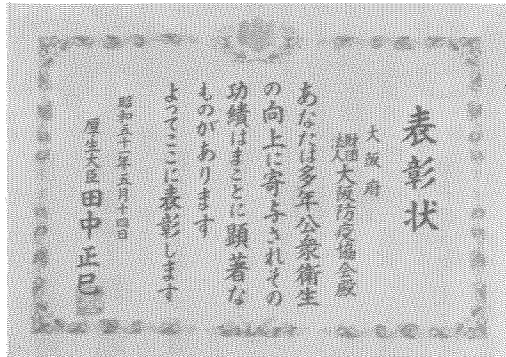 表彰状
大阪府
財団法人大阪防疫協会殿
あなたは多年公衆衛生
の向上に寄与されその
功績はまことに顕著な
ものがあります
よってここに表彰します
昭和五十一年五月十四日
厚生大臣 田中正巳